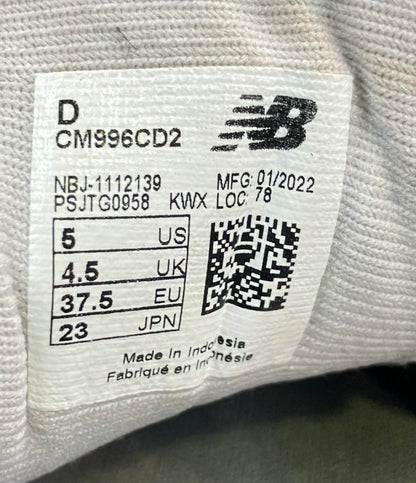 D
CM996CD2
NB
NBJ-1112139 MFG: 01/2022
PSJTG0958 KWX LOC: 78
5 US
4.5 UK
37.5 EU
23 JPN
Made in Indonesia
Fabriqué en Indonésie